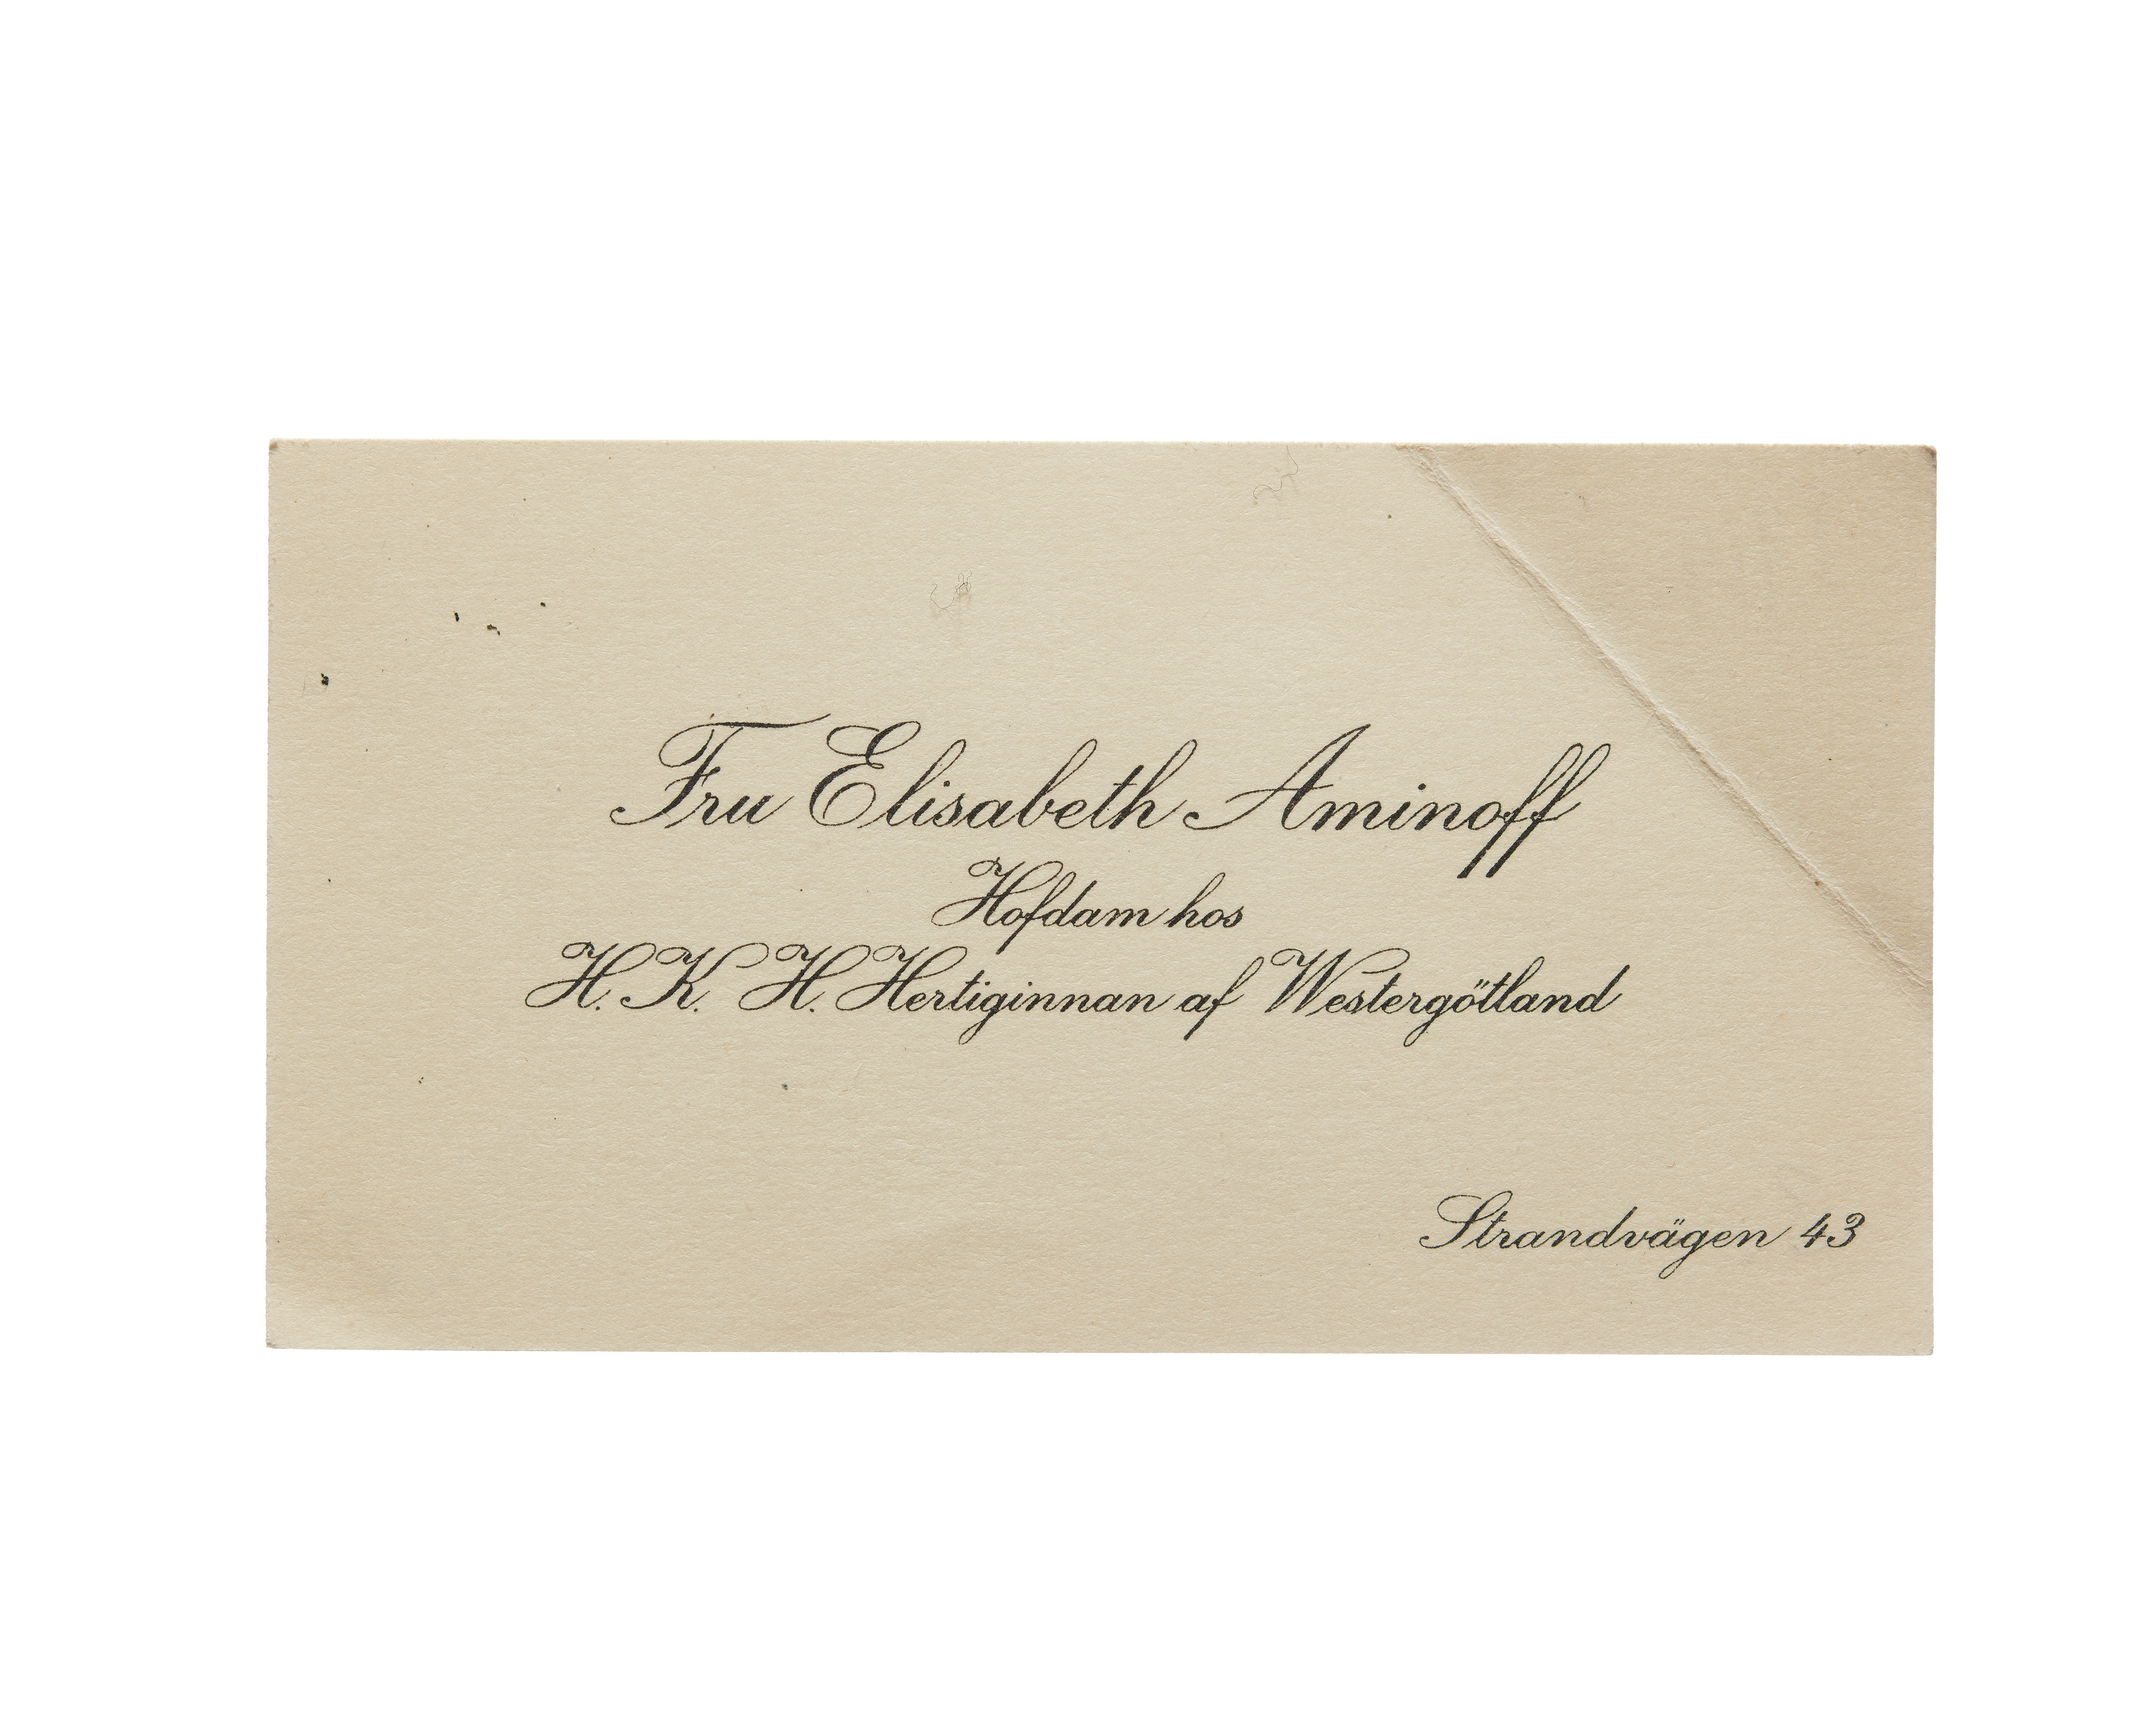 Fru Elisabeth Aminoff
Hofdam hos
H. K. H. Hertiginnan af Westergötland
Strandvägen 43